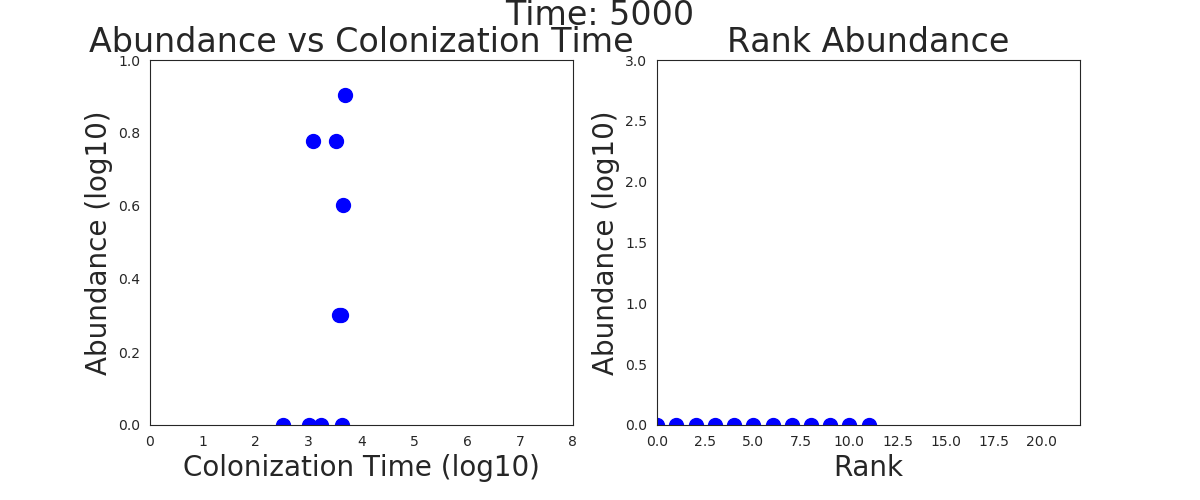 Time: 5000
Abundance vs Colonization Time
Rank Abundance
1.0
0.8
0.6
0.4
0.2
0.0
Abundance (log10)
0 1 2 3 4 5 6 7 8
Colonization Time (log10)
3.0
2.5
2.0
1.5
1.0
0.5
0.0
Abundance (log10)
0.0 2.5 5.0 7.5 10.0 12.5 15.0 17.5 20.0
Rank